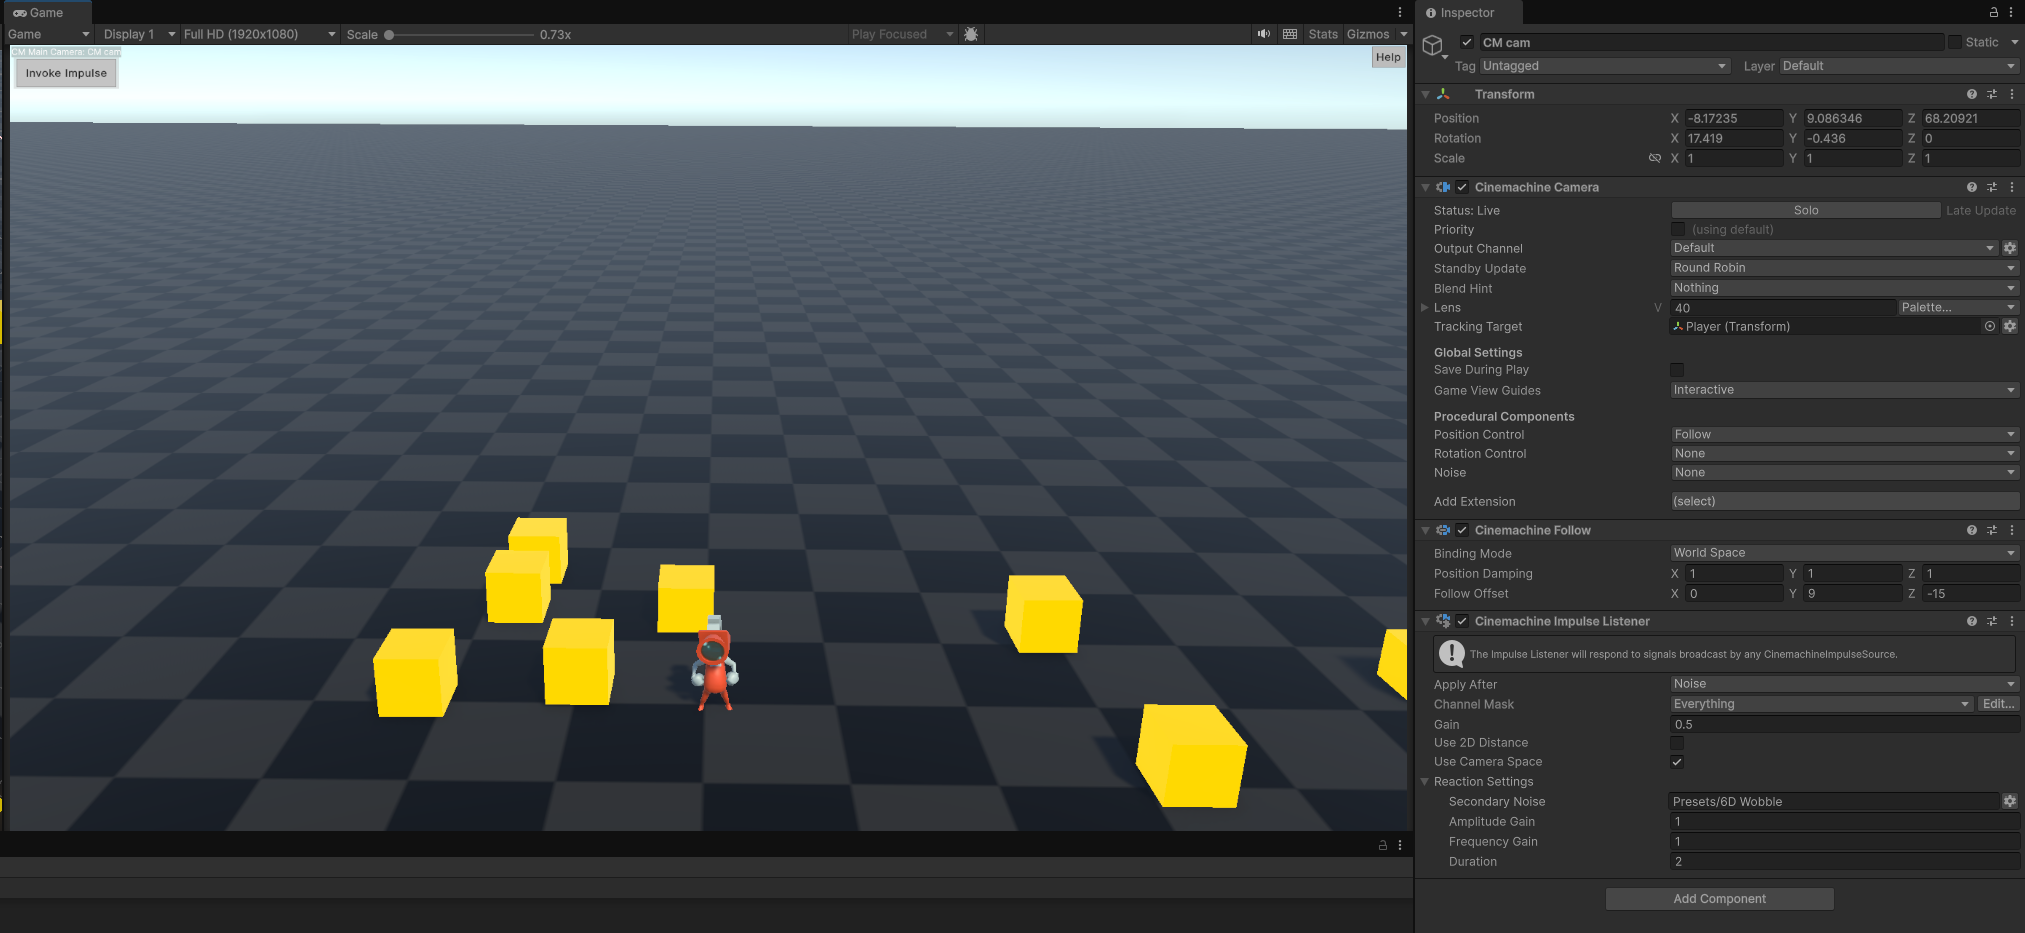 Game
Game Display 1 Full HD (1920x1080) Scale 0.73x Play Focused Stats Gizmos
CM Main Camera: CM cam
Invoke Impulse
Help
Inspector
CM cam Static
Tag Untagged Layer Default
Transform
Position X -8.17235 Y 9.086346 Z 68.20921
Rotation X 17.419 Y -0.436 Z 0
Scale X 1 Y 1 Z 1
Cinemachine Camera
Status: Live Solo Late Update
Priority (using default)
Output Channel Default
Standby Update Round Robin
Blend Hint Nothing
Lens V 40 Palette...
Tracking Target Player (Transform)
Global Settings
Save During Play
Game View Guides Interactive
Procedural Components
Position Control Follow
Rotation Control None
Noise None
Add Extension (select)
Cinemachine Follow
Binding Mode World Space
Position Damping X 1 Y 1 Z 1
Follow Offset X 0 Y 9 Z -15
Cinemachine Impulse Listener
The Impulse Listener will respond to signals broadcast by any CinemachineImpulseSource.
Apply After Noise
Channel Mask Everything Edit...
Gain 0.5
Use 2D Distance
Use Camera Space
Reaction Settings
Secondary Noise Presets/6D Wobble
Amplitude Gain 1
Frequency Gain 1
Duration 2
Add Component